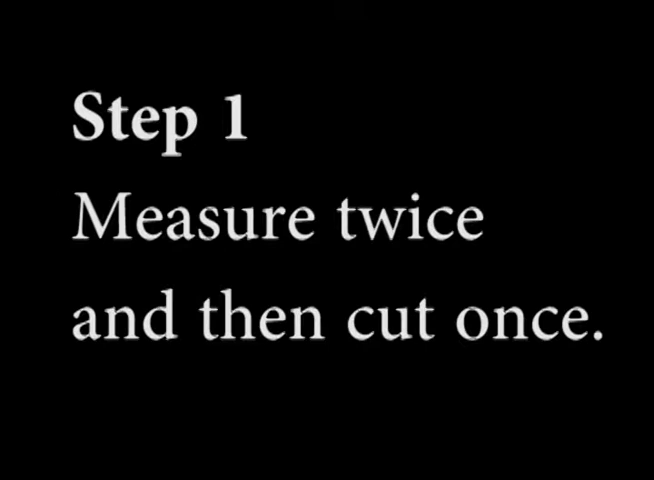 Step 1
Measure twice
and then cut once.